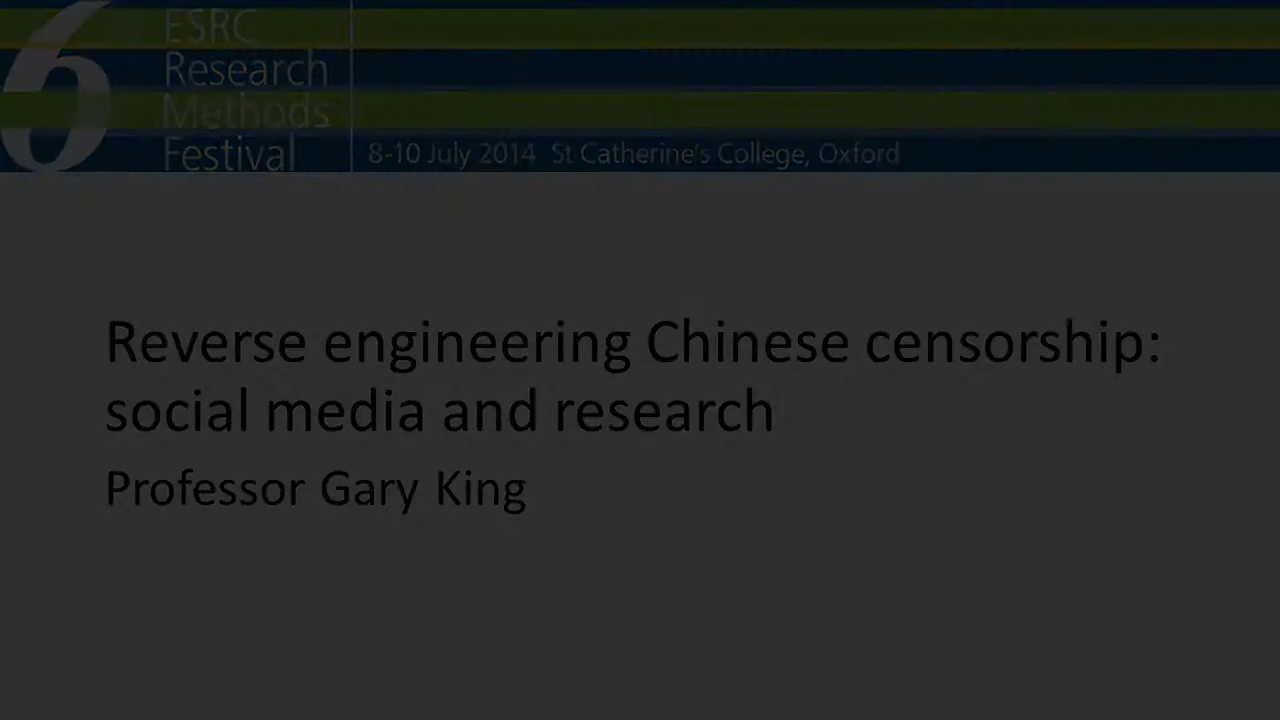 6
ESRC
Research
Methods
Festival
8-10 July 2014 St Catherine's College, Oxford
Reverse engineering Chinese censorship:
social media and research
Professor Gary King